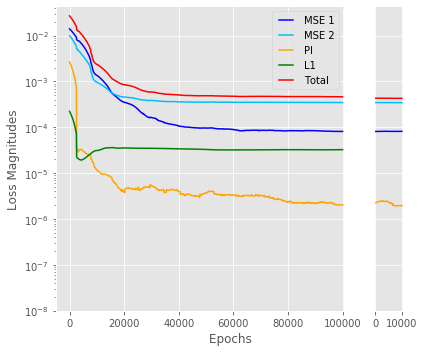 MSE 1
MSE 2
PI
L1
Total
Loss Magnitudes
10⁻²
10⁻³
10⁻⁴
10⁻⁵
10⁻⁶
10⁻⁷
10⁻⁸
0 20000 40000 60000 80000 100000 0 10000
Epochs